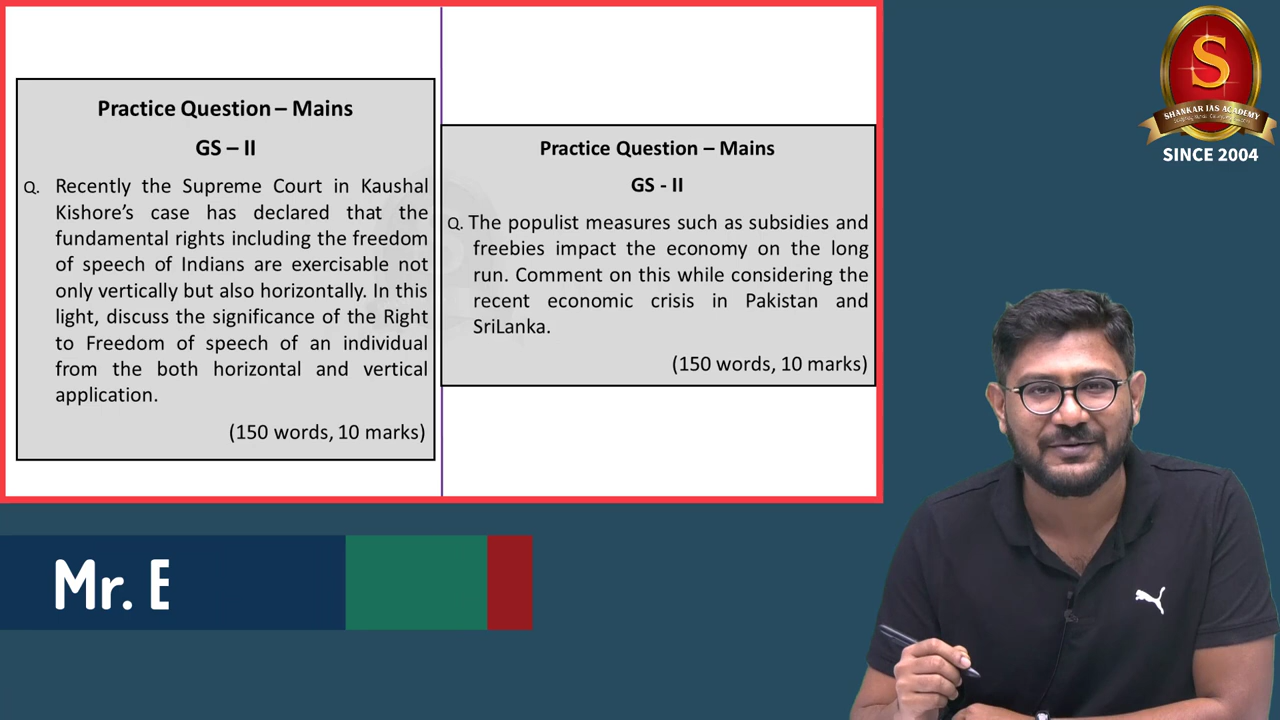 Practice Question – Mains
GS – II
Q. Recently the Supreme Court in Kaushal
Kishore's case has declared that the
fundamental rights including the freedom
of speech of Indians are exercisable not
only vertically but also horizontally. In this
light, discuss the significance of the Right
to Freedom of speech of an individual
from the both horizontal and vertical
application.
(150 words, 10 marks)
Practice Question – Mains
GS - II
Q. The populist measures such as subsidies and
freebies impact the economy on the long
run. Comment on this while considering the
recent economic crisis in Pakistan and
SriLanka.
(150 words, 10 marks)
S
SHANKAR IAS ACADEMY
SINCE 2004
Mr. E